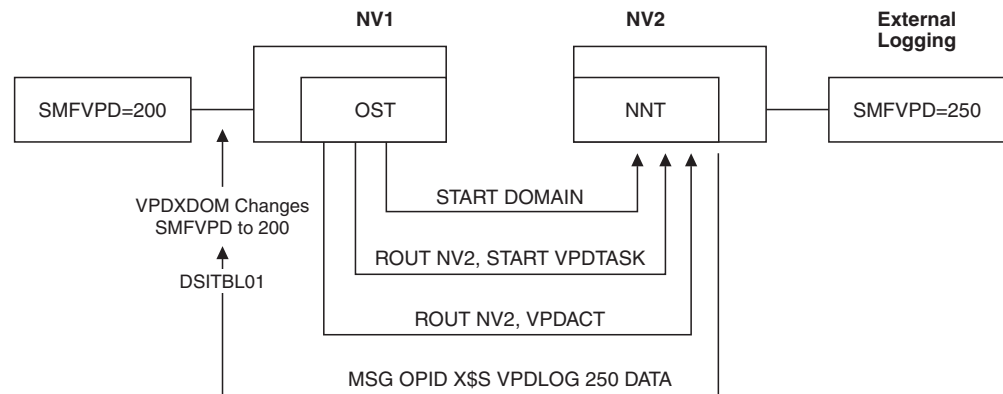 NV1
NV2
External
Logging
SMFVPD=200
OST
NNT
SMFVPD=250
START DOMAIN
VPDXDOM Changes
SMFVPD to 200
ROUT NV2, START VPDTASK
DSITBL01
ROUT NV2, VPDACT
MSG OPID X$S VPDLOG 250 DATA